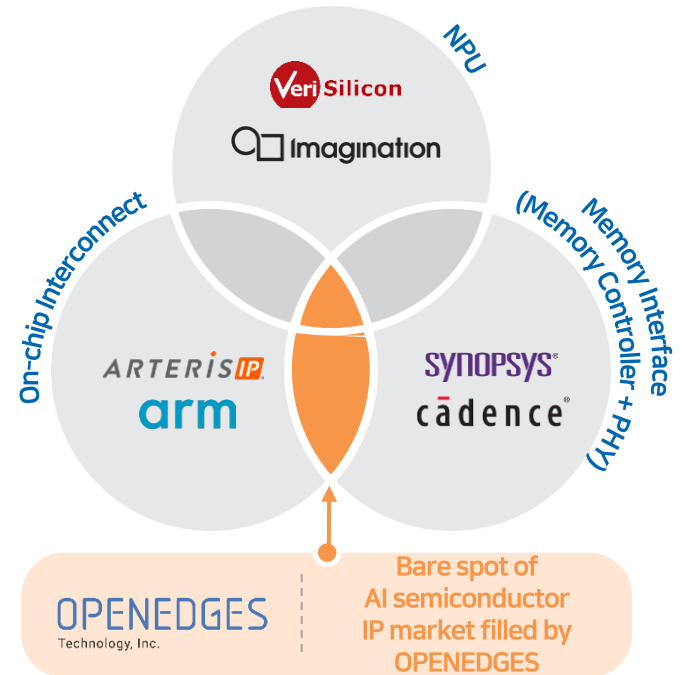 NPU
VeriSilicon
Imagination
On-chip Interconnect
Memory Interface
(Memory Controller + PHY)
ARTERIS IP
arm
SYNOPSYS®
cādence®
OPENEDGES
Technology, Inc.
Bare spot of
AI semiconductor
IP market filled by
OPENEDGES